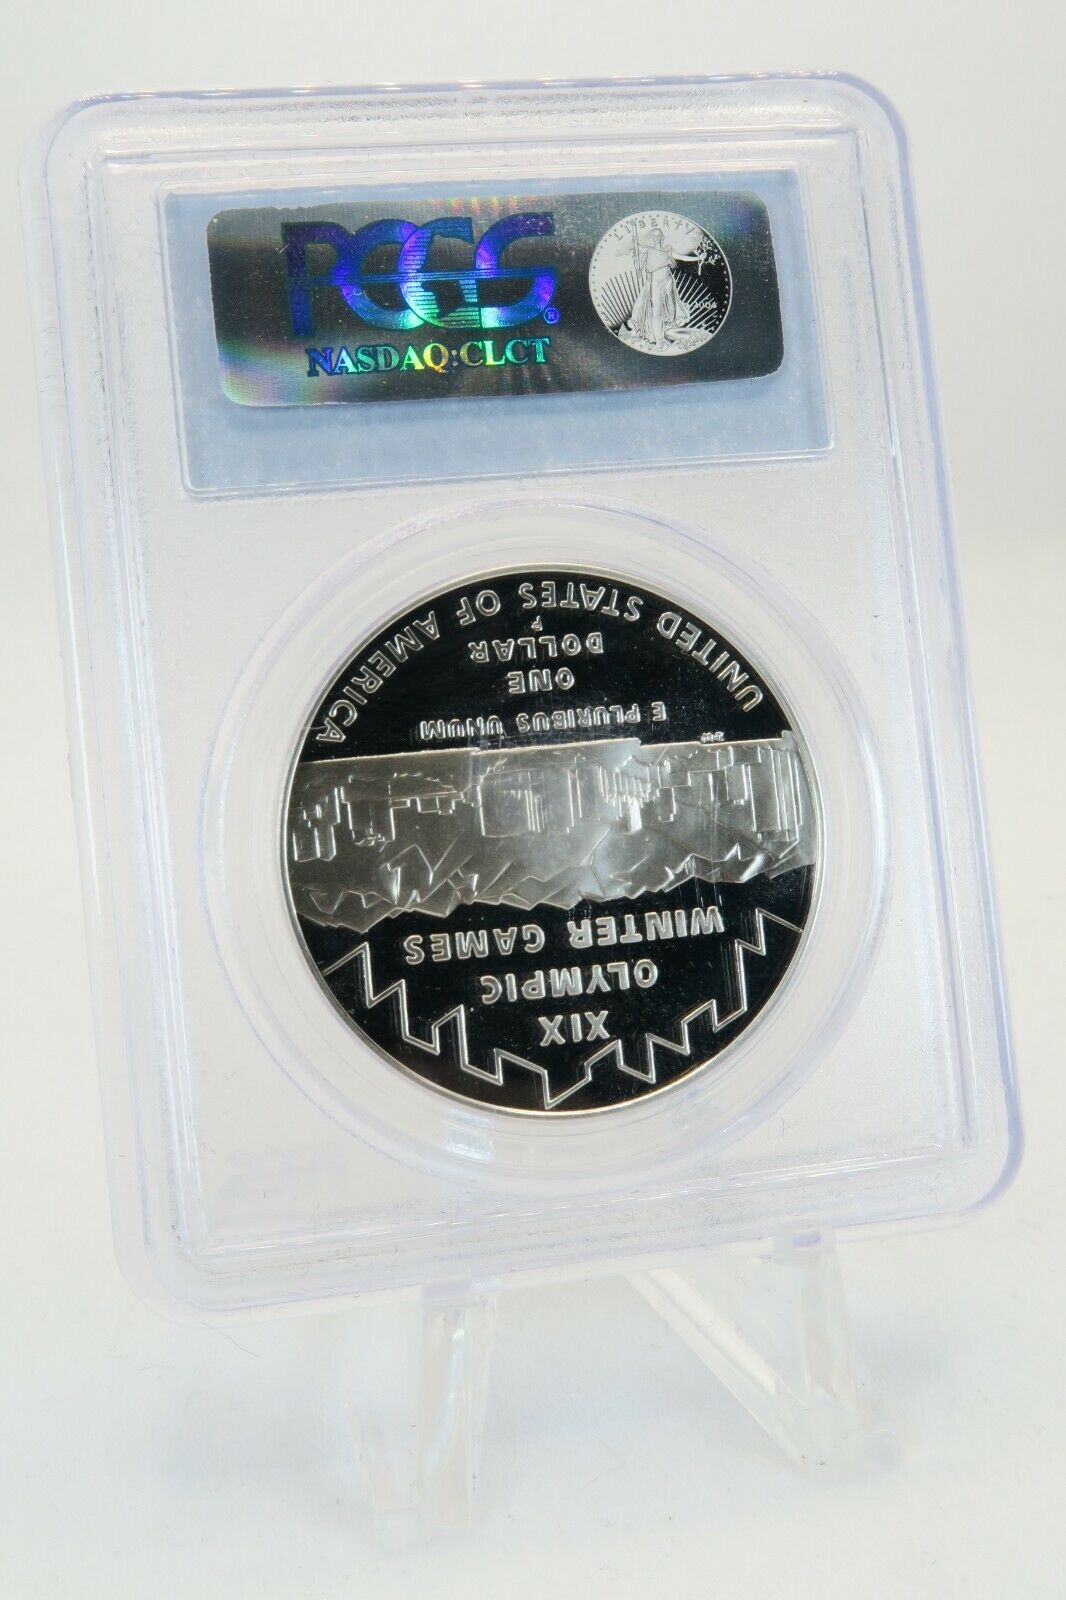 PCGS®
NASDAQ:CLCT
LIBERTY
2004
XIX
OLYMPIC
WINTER GAMES
E PLURIBUS UNUM
ONE
DOLLAR
P
UNITED STATES OF AMERICA